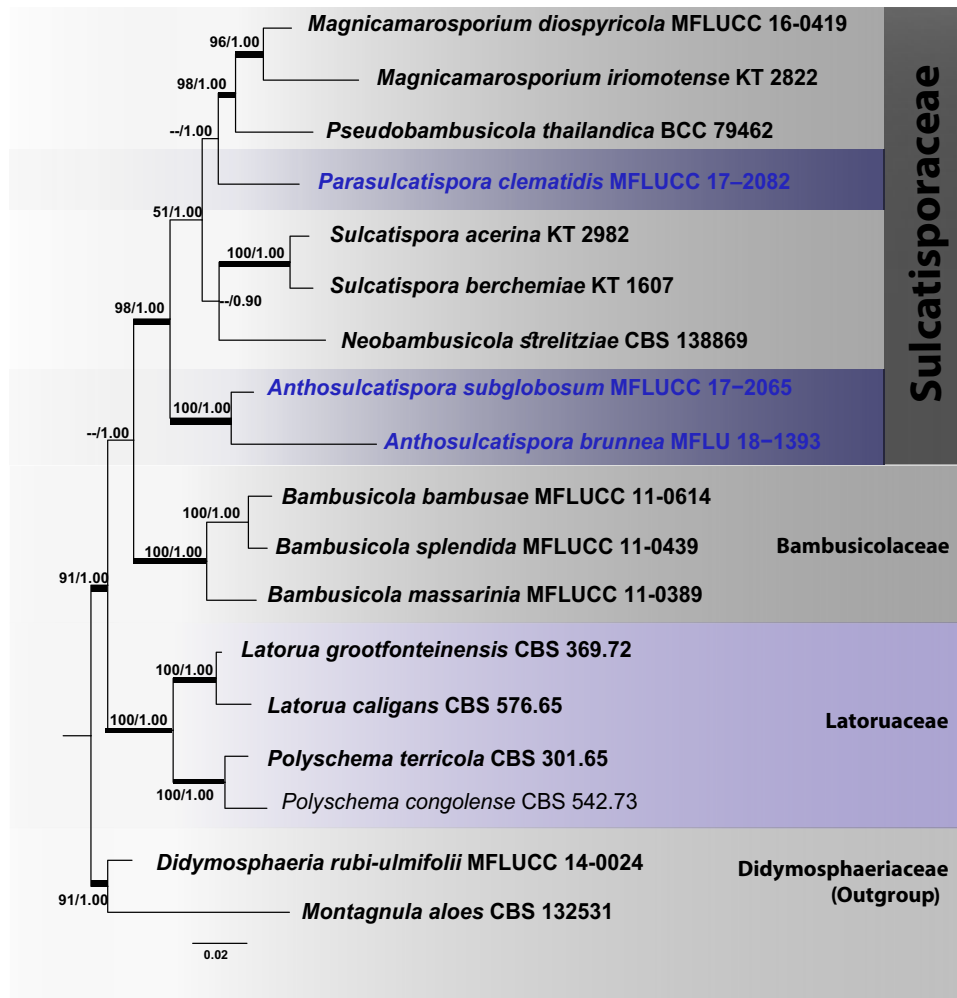 96/1.00
Magnicamarosporium diospyricola MFLUCC 16-0419
Magnicamarosporium iriomotense KT 2822
98/1.00
Pseudobambusicola thailandica BCC 79462
--/1.00
Parasulcatispora clematidis MFLUCC 17–2082
51/1.00
Sulcatispora acerina KT 2982
100/1.00
Sulcatispora berchemiae KT 1607
--/0.90
Neobambusicola strelitziae CBS 138869
98/1.00
Anthosulcatispora subglobosum MFLUCC 17−2065
100/1.00
Anthosulcatispora brunnea MFLU 18−1393
Sulcatisporaceae
--/1.00
Bambusicola bambusae MFLUCC 11-0614
100/1.00
Bambusicola splendida MFLUCC 11-0439
100/1.00
Bambusicola massarinia MFLUCC 11-0389
Bambusicolaceae
91/1.00
Latorua grootfonteinensis CBS 369.72
100/1.00
Latorua caligans CBS 576.65
100/1.00
Latoruaceae
Polyschema terricola CBS 301.65
100/1.00
Polyschema congolense CBS 542.73
Didymosphaeria rubi-ulmifolii MFLUCC 14-0024
91/1.00
Montagnula aloes CBS 132531
Didymosphaeriaceae
(Outgroup)
0.02